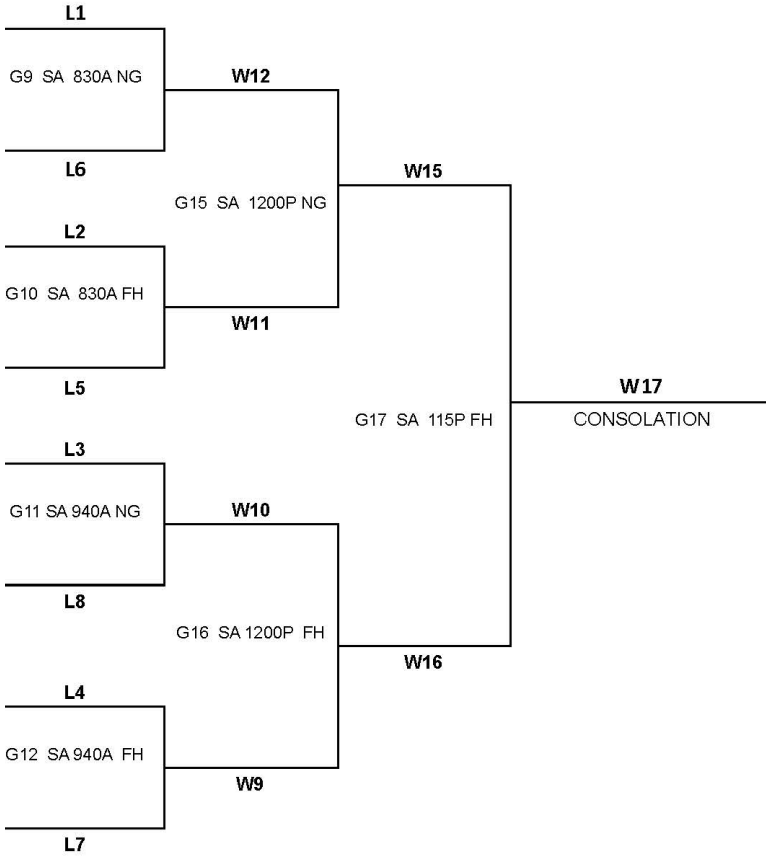 L1
G9 SA 830A NG
W12
L6
W15
G15 SA 1200P NG
L2
G10 SA 830A FH
W11
L5
W17
G17 SA 115P FH
CONSOLATION
L3
G11 SA 940A NG
W10
L8
G16 SA 1200P FH
W16
L4
G12 SA 940A FH
W9
L7